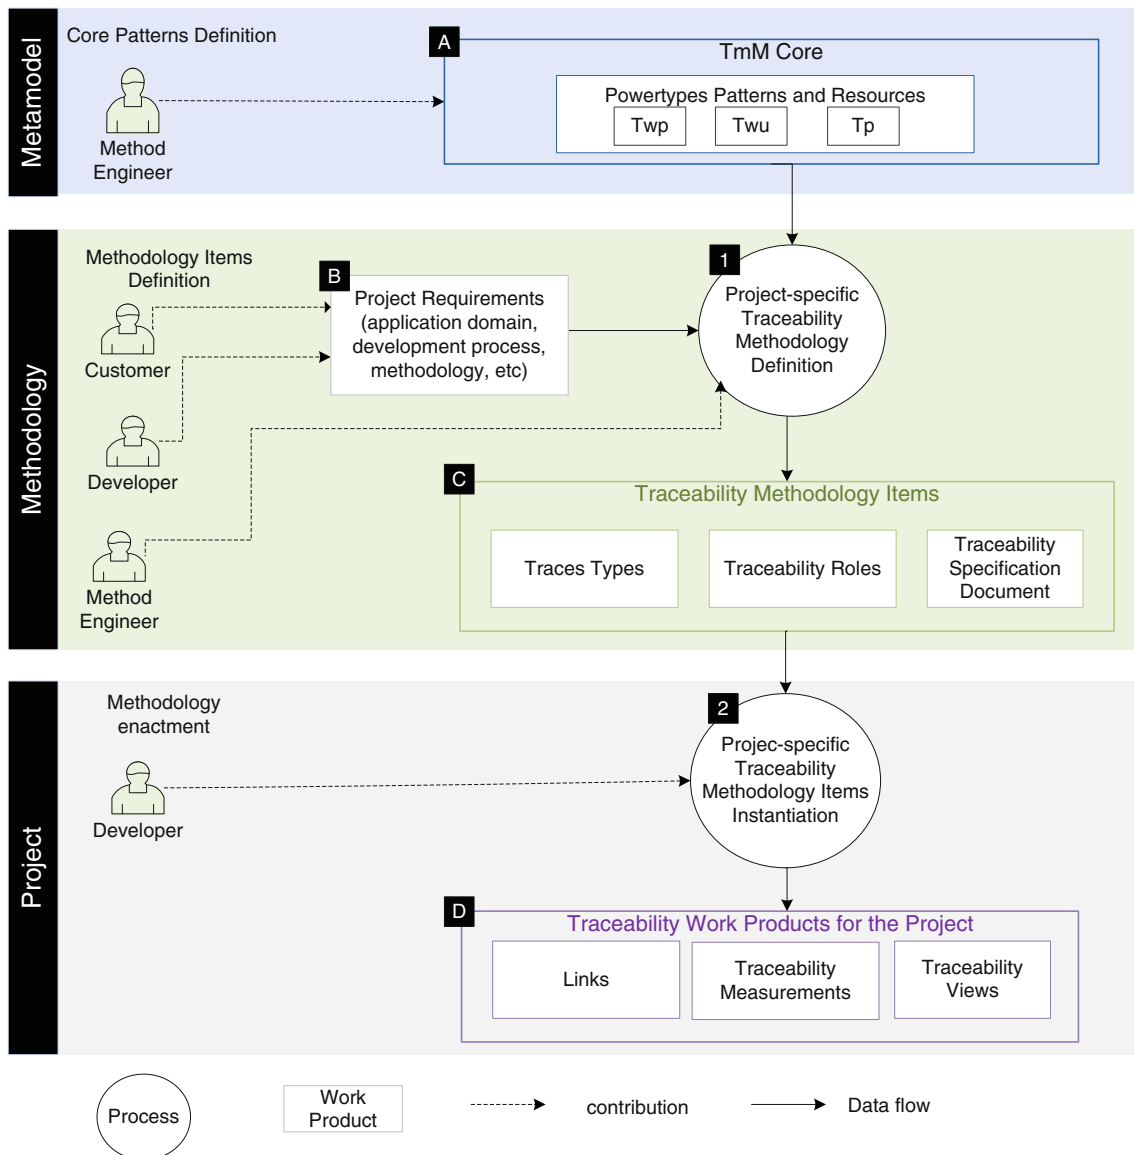 Metamodel
Core Patterns Definition
Method
Engineer
A
TmM Core
Powertypes Patterns and Resources
Twp
Twu
Tp
Methodology
Methodology Items
Definition
Customer
Developer
Method
Engineer
B
Project Requirements
(application domain,
development process,
methodology, etc)
1
Project-specific
Traceability
Methodology
Definition
C
Traceability Methodology Items
Traces Types
Traceability Roles
Traceability
Specification
Document
Project
Methodology
enactment
Developer
2
Projec-specific
Traceability
Methodology Items
Instantiation
D
Traceability Work Products for the Project
Links
Traceability
Measurements
Traceability
Views
Process
Work
Product
contribution
Data flow